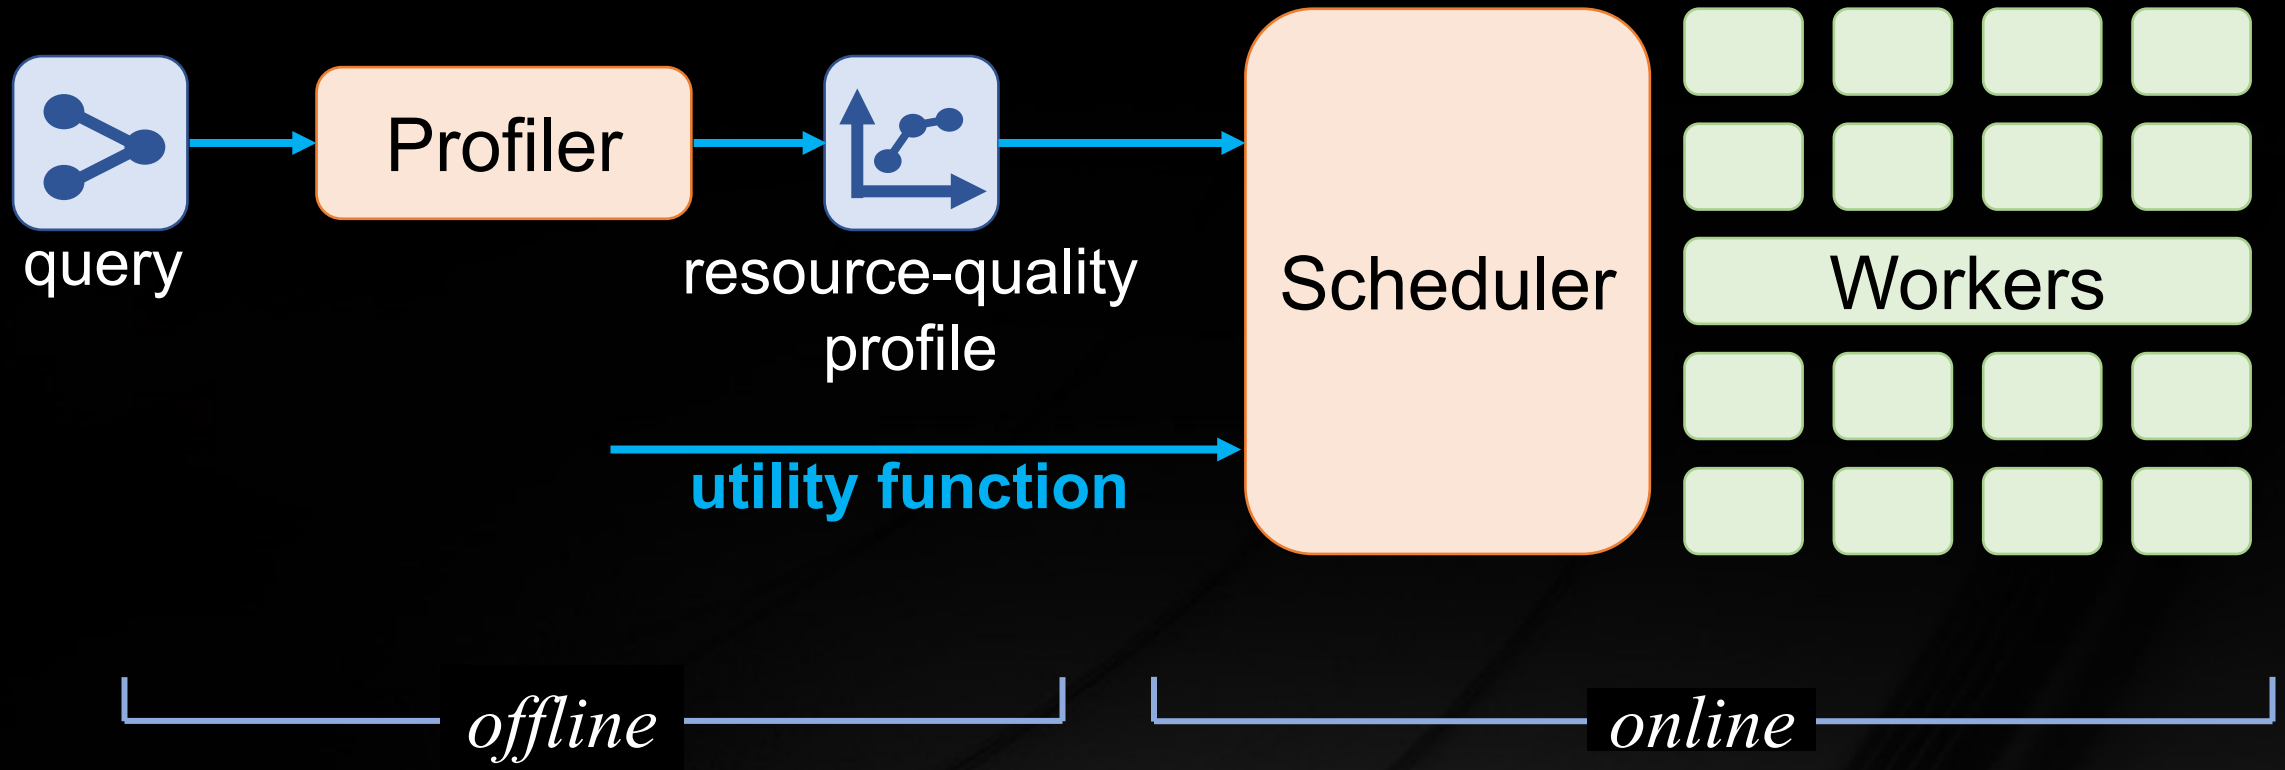 query
Profiler
resource-quality
profile
utility function
Scheduler
Workers
offline
online